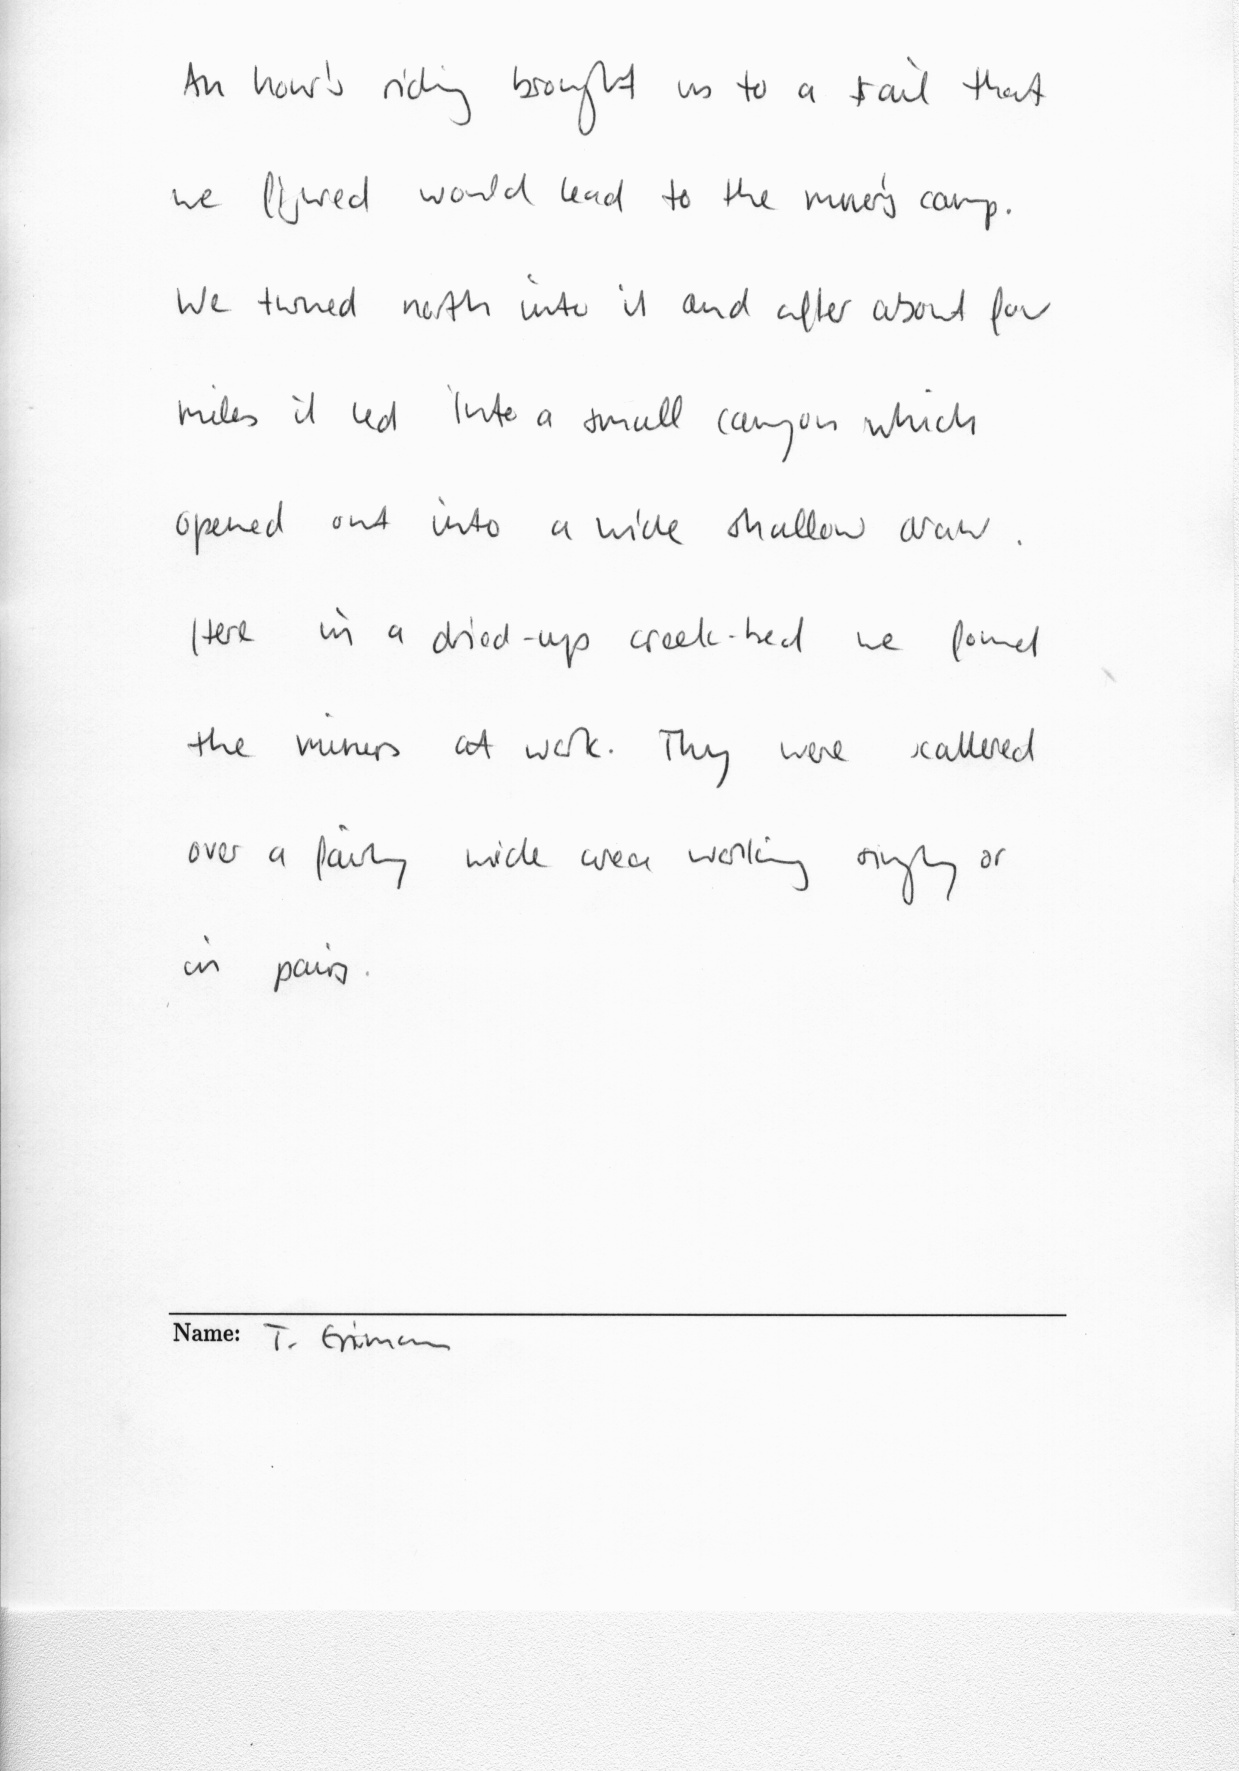 An hour's riding brought us to a trail that
we figured would lead to the miner's camp.
We turned north into it and after about four
miles it led into a small canyon which
opened out into a wide shallow draw.
Here in a dried-up creek-bed we found
the miners at work. They were scattered
over a fairly wide area working singly or
in pairs.
Name: T.